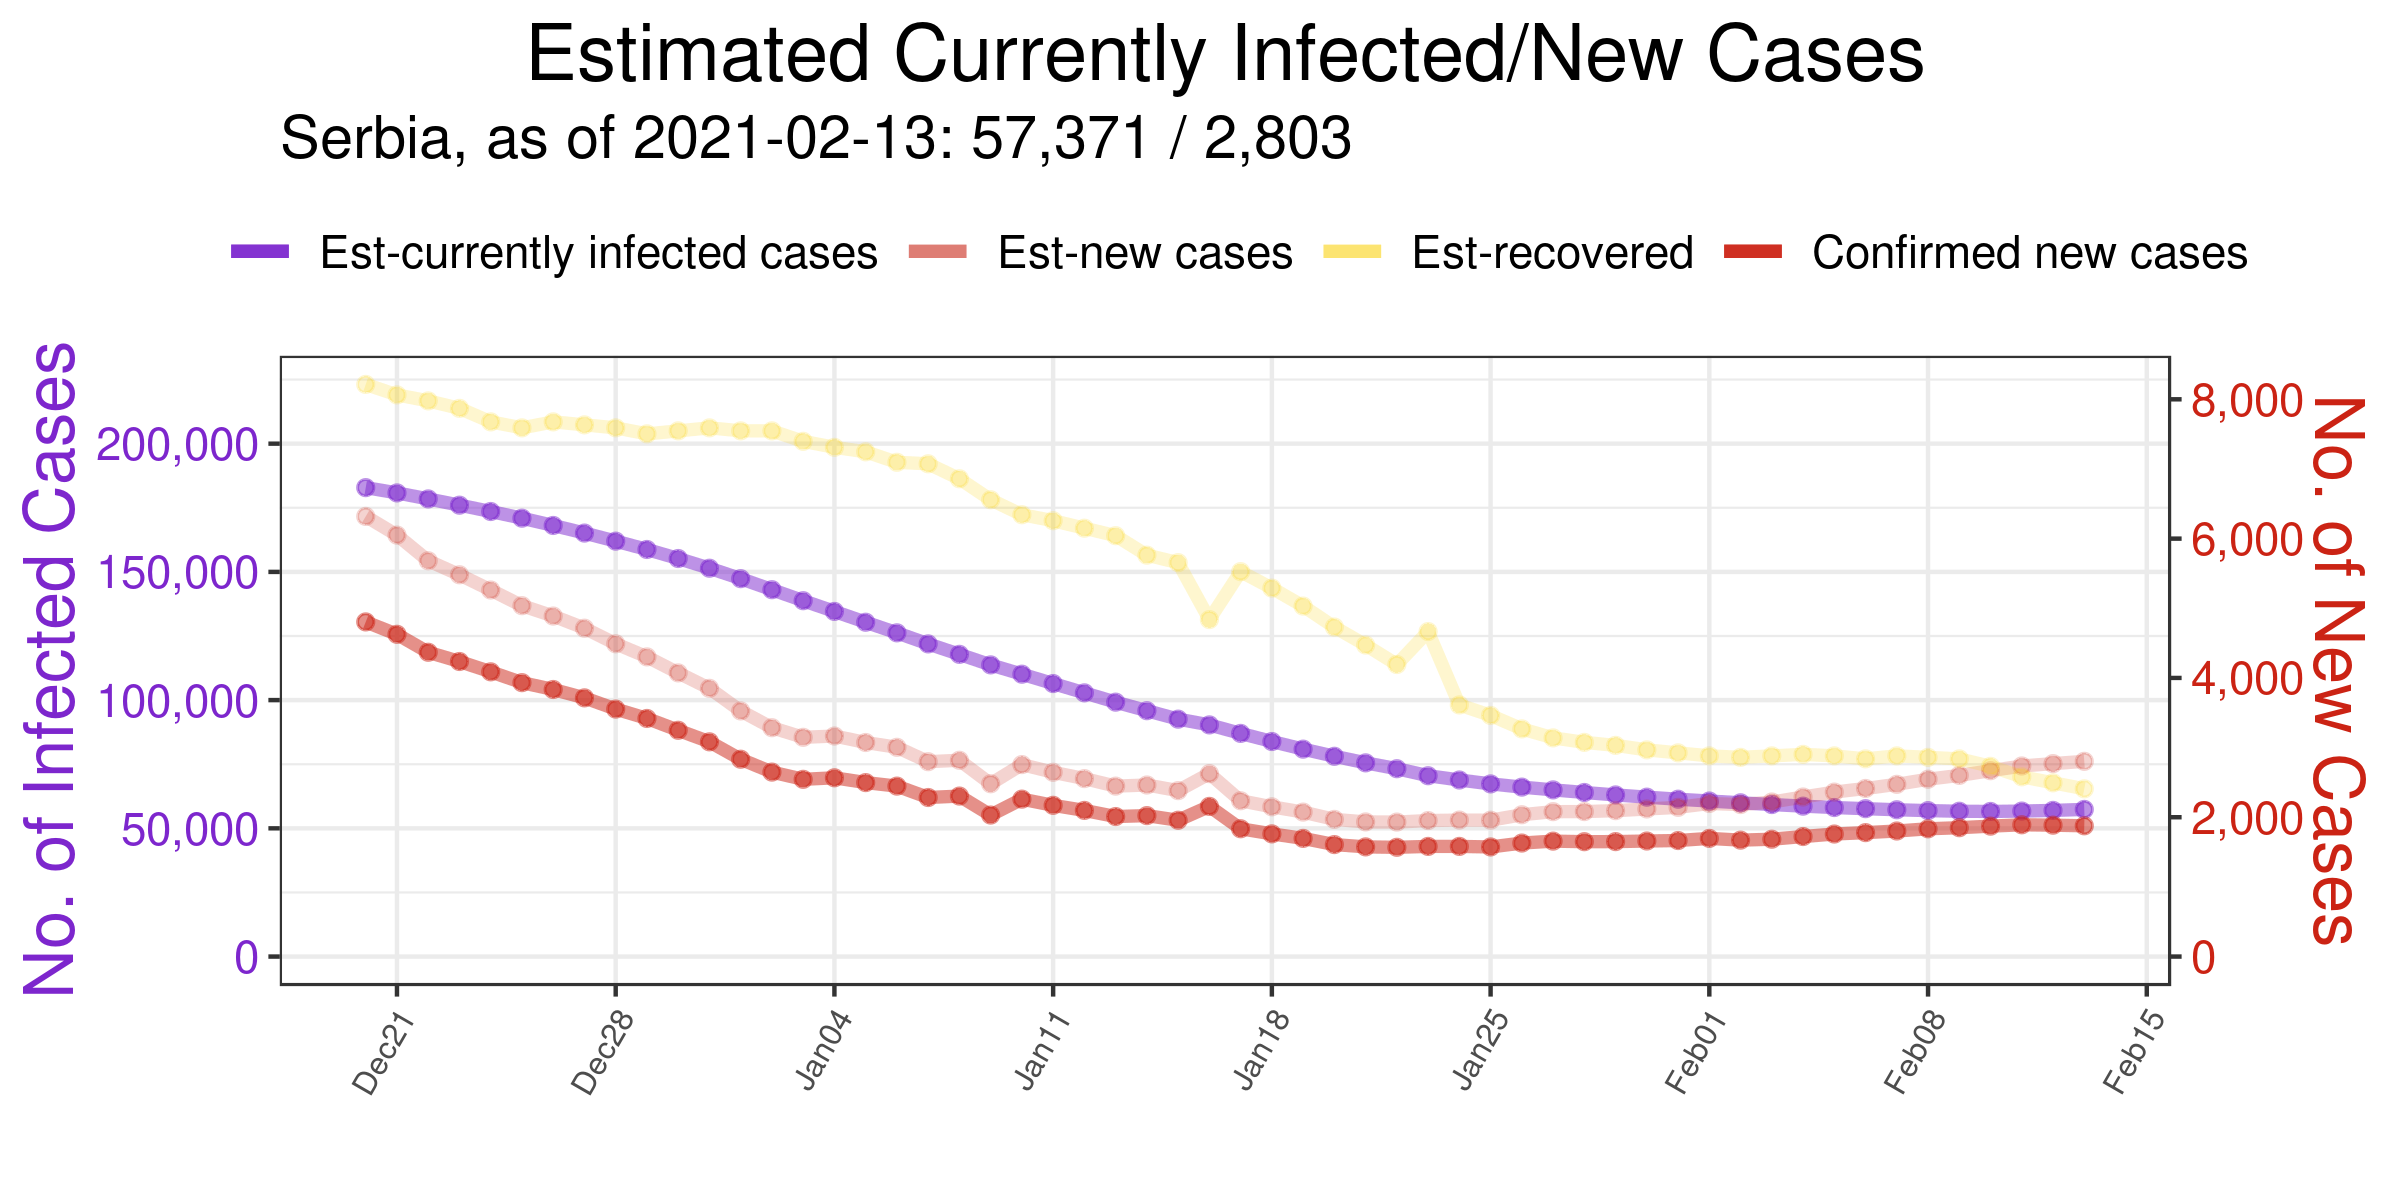 Estimated Currently Infected/New Cases
Serbia, as of 2021-02-13: 57,371 / 2,803
Est-currently infected cases Est-new cases Est-recovered Confirmed new cases
No. of Infected Cases
200,000
150,000
100,000
50,000
0
8,000
6,000
4,000
2,000
0
No. of New Cases
Dec21 Dec28 Jan04 Jan11 Jan18 Jan25 Feb01 Feb08 Feb15